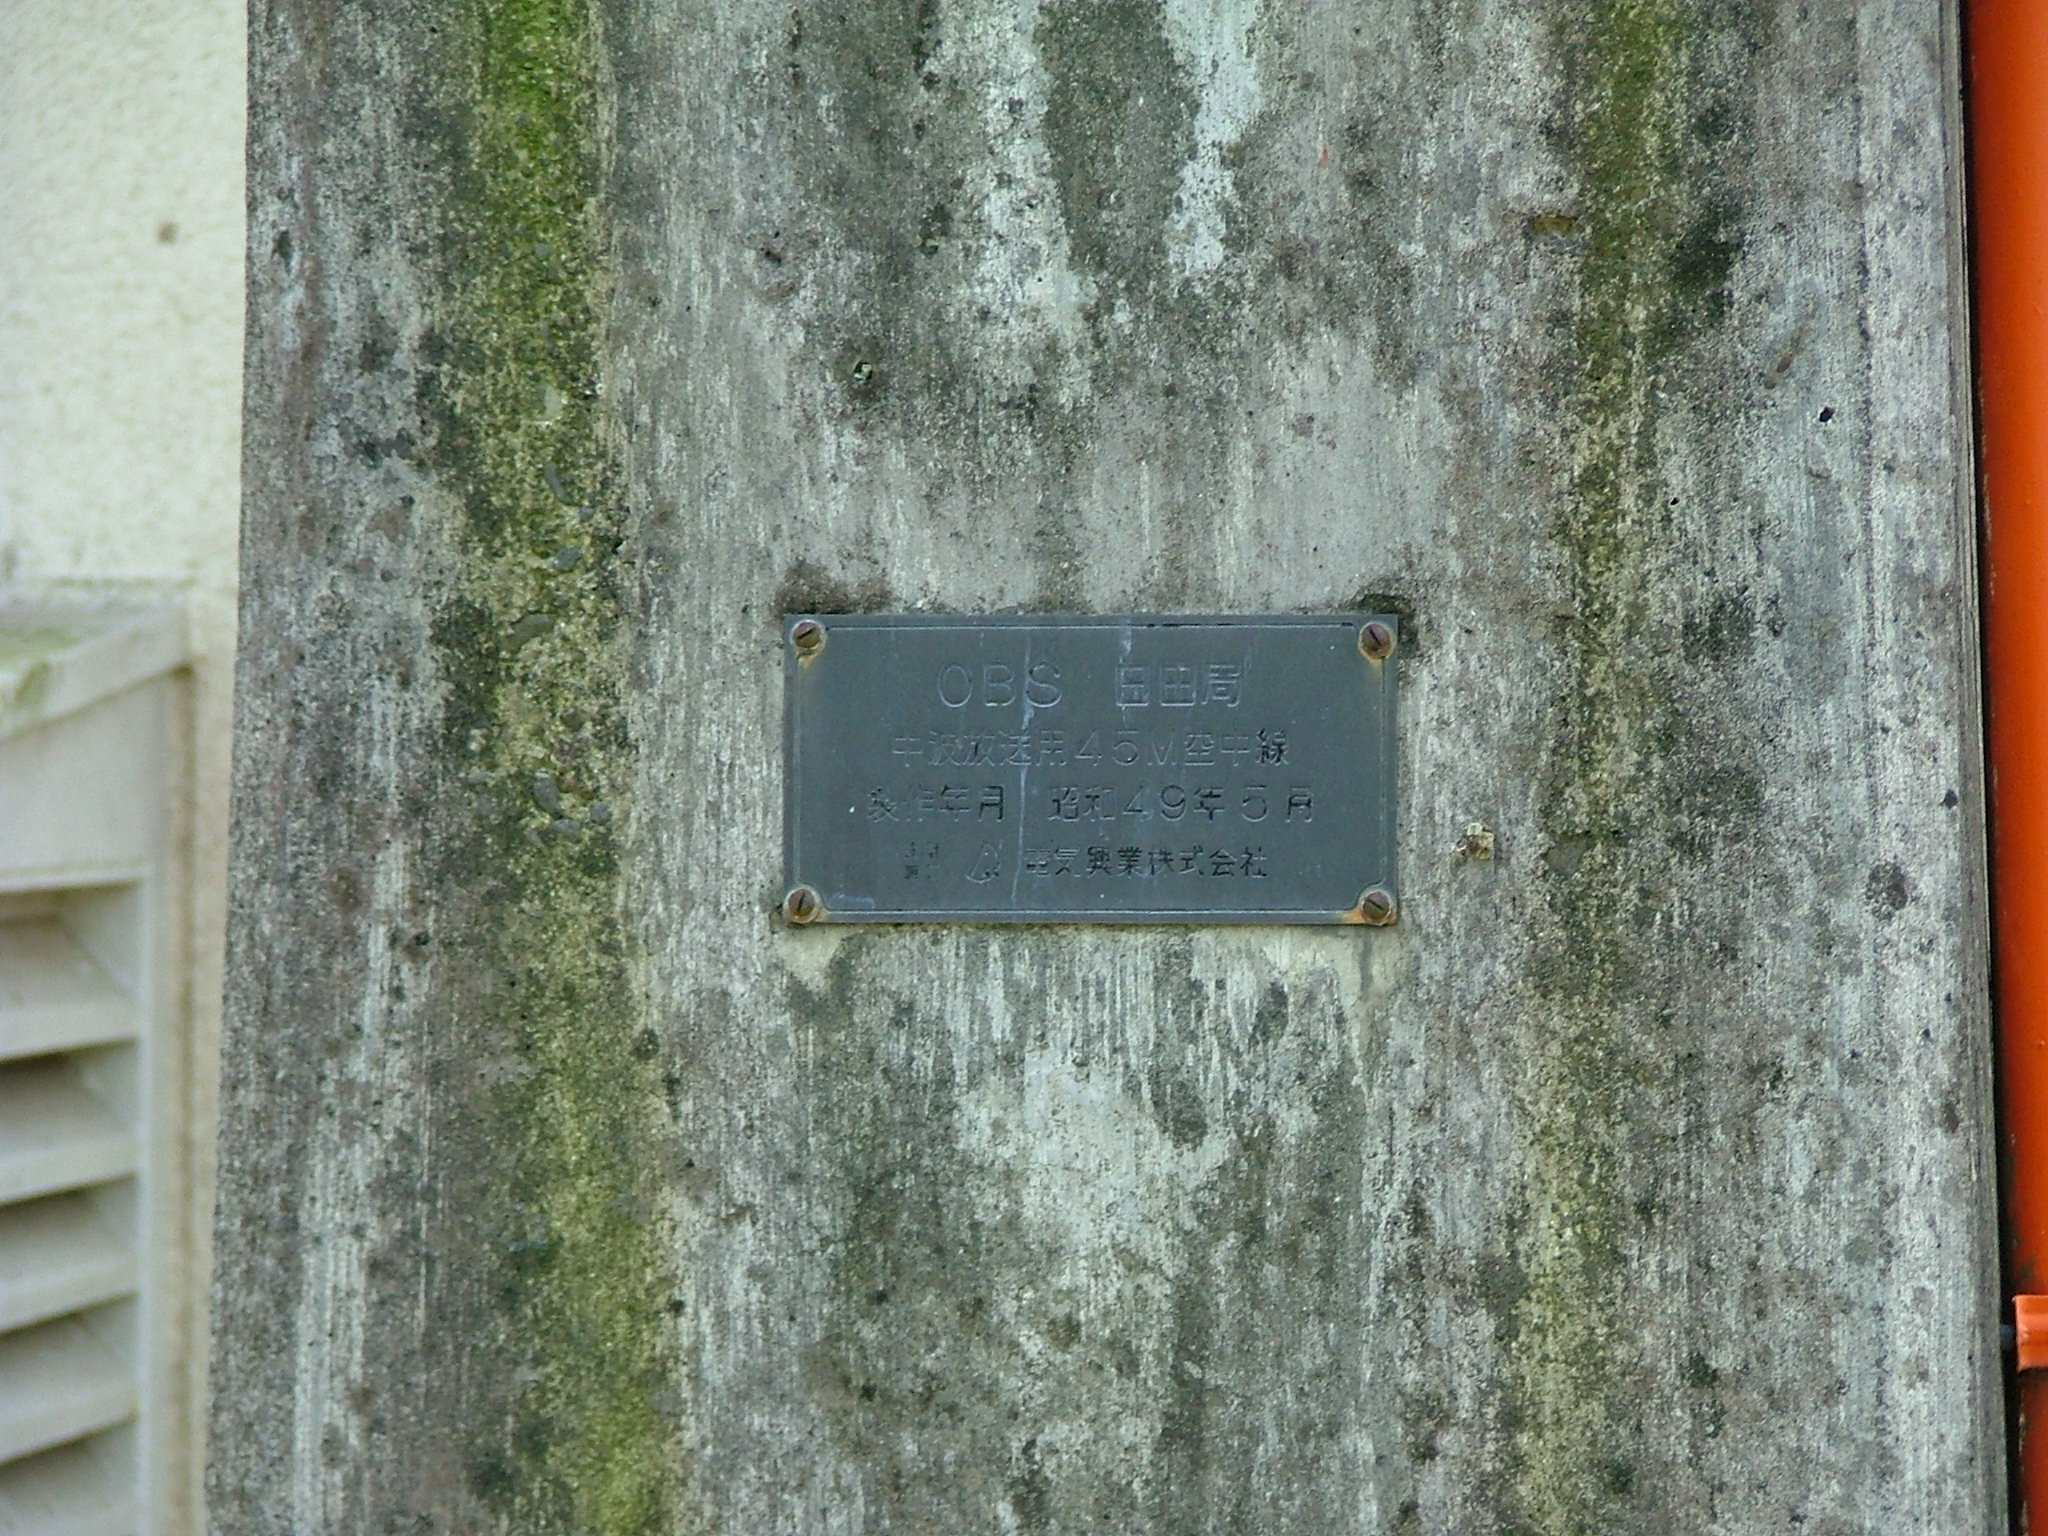 OBS 日田局
中波放送用45M空中線
製作年月 昭和49年5月
電気興業株式会社